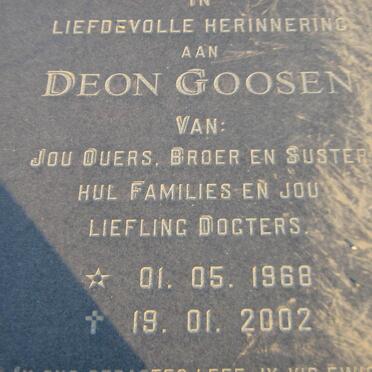 IN
LIEFDEVOLLE HERINNERING
AAN
DEON GOOSEN
VAN:
JOU OUERS, BROER EN SUSTER
HUL FAMILIES EN JOU
LIEFLING DOGTERS.
☆ 01. 05. 1968
✝ 19. 01. 2002